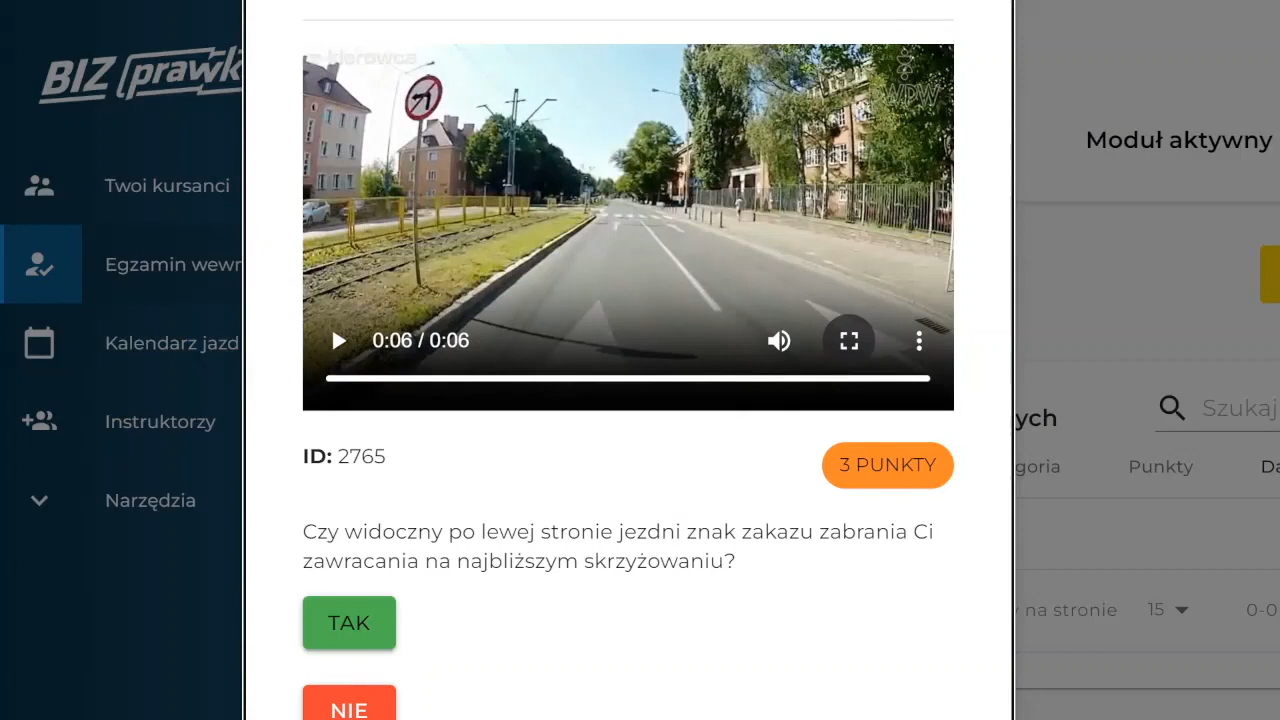 BIZ prawk
Twoi kursanci
Egzamin wewn
Kalendarz jazd
Instruktorzy
Narzędzia
e-kierowca
WPW
0:06 / 0:06
ID: 2765
3 PUNKTY
Czy widoczny po lewej stronie jezdni znak zakazu zabrania Ci
zawracania na najbliższym skrzyżowaniu?
TAK
NIE
Moduł aktywny
ych
Szukaj
goria
Punkty
Da
na stronie
15
0-0